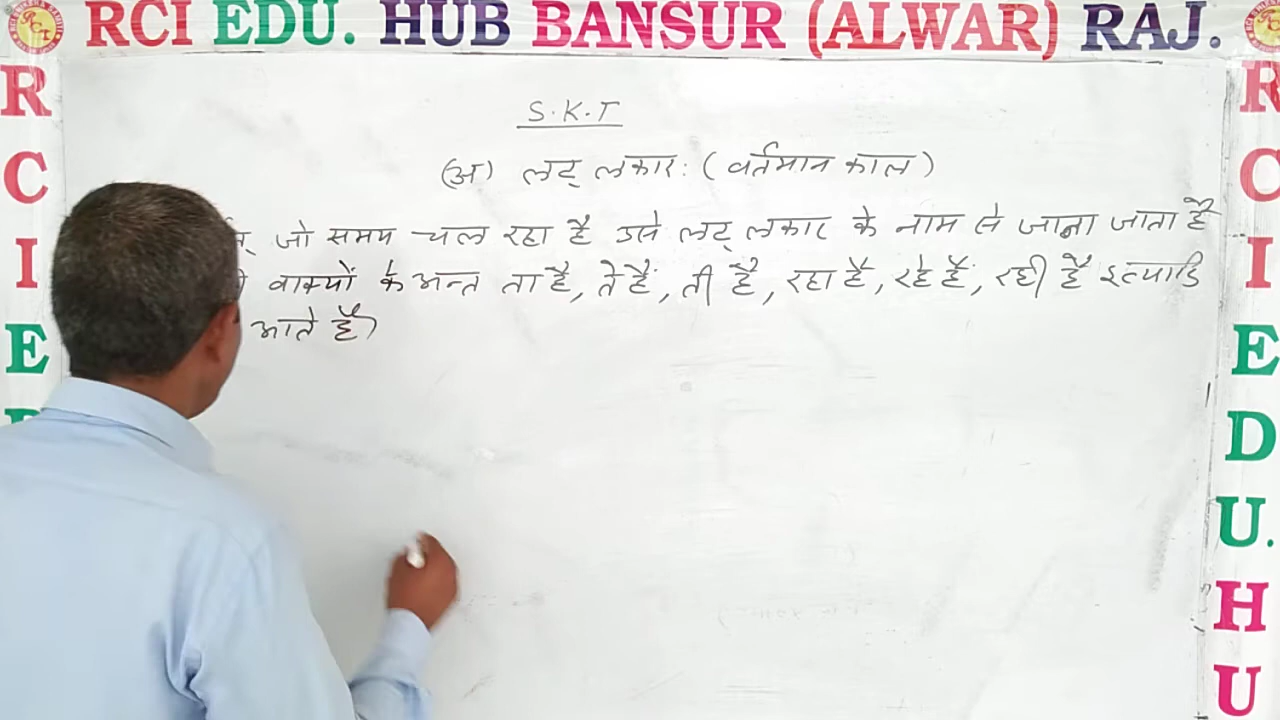 RCI EDU. HUB BANSUR (ALWAR) RAJ.
S.K.T
(अ) लट् लकार: (वर्तमान काल)
जो समय चल रहा है उसे लट् लकार के नाम से जाना जाता है
वाक्यों के अन्त ता है, ते हैं, ती है, रहा है, रहे हैं, रही है इत्यादि
आते हैं)
R
C
I
E
R
C
I
E
D
U.
H
U